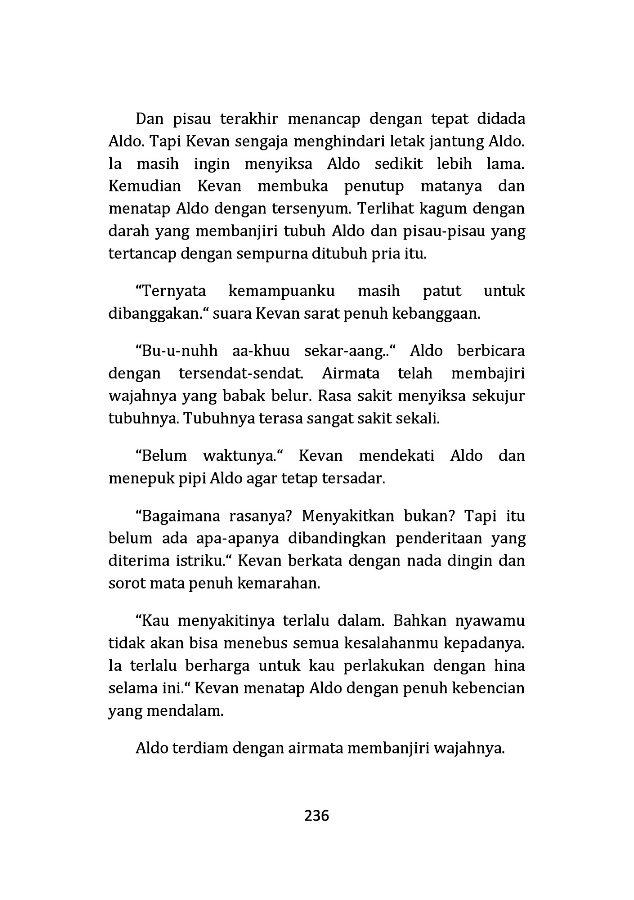 Dan pisau terakhir menancap dengan tepat didada
Aldo. Tapi Kevan sengaja menghindari letak jantung Aldo.
Ia masih ingin menyiksa Aldo sedikit lebih lama.
Kemudian Kevan membuka penutup matanya dan
menatap Aldo dengan tersenyum. Terlihat kagum dengan
darah yang membanjiri tubuh Aldo dan pisau-pisau yang
tertancap dengan sempurna ditubuh pria itu.
“Ternyata kemampuanku masih patut untuk
dibanggakan.“ suara Kevan sarat penuh kebanggaan.
“Bu-u-nuhh aa-khuu sekar-aang..“ Aldo berbicara
dengan tersendat-sendat. Airmata telah membajiri
wajahnya yang babak belur. Rasa sakit menyiksa sekujur
tubuhnya. Tubuhnya terasa sangat sakit sekali.
“Belum waktunya.“ Kevan mendekati Aldo dan
menepuk pipi Aldo agar tetap tersadar.
“Bagaimana rasanya? Menyakitkan bukan? Tapi itu
belum ada apa-apanya dibandingkan penderitaan yang
diterima istriku.“ Kevan berkata dengan nada dingin dan
sorot mata penuh kemarahan.
“Kau menyakitinya terlalu dalam. Bahkan nyawamu
tidak akan bisa menebus semua kesalahanmu kepadanya.
Ia terlalu berharga untuk kau perlakukan dengan hina
selama ini.“ Kevan menatap Aldo dengan penuh kebencian
yang mendalam.
Aldo terdiam dengan airmata membanjiri wajahnya.
236